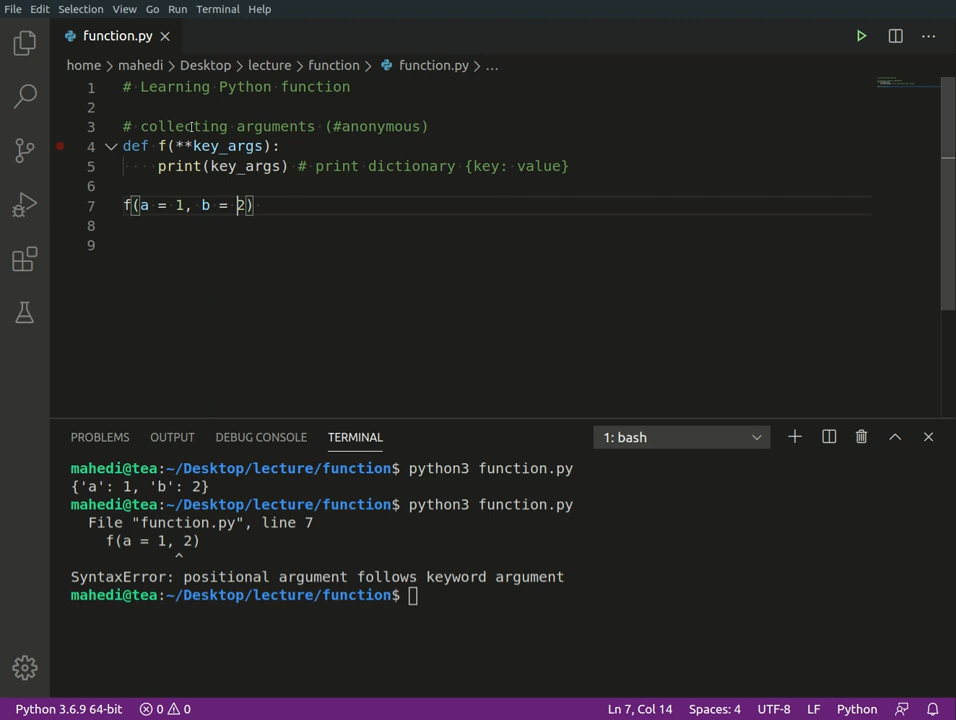 File Edit Selection View Go Run Terminal Help
function.py
home > mahedi > Desktop > lecture > function > function.py > ...
1 # Learning Python function
2
3 # collecting arguments (#anonymous)
4 def f(**key_args):
5 print(key_args) # print dictionary {key: value}
6
7 f(a = 1, b = 2)
8
9
PROBLEMS OUTPUT DEBUG CONSOLE TERMINAL 1: bash
mahedi@tea:~/Desktop/lecture/function$ python3 function.py
{'a': 1, 'b': 2}
mahedi@tea:~/Desktop/lecture/function$ python3 function.py
File "function.py", line 7
f(a = 1, 2)
^
SyntaxError: positional argument follows keyword argument
mahedi@tea:~/Desktop/lecture/function$
Python 3.6.9 64-bit 0 0 Ln 7, Col 14 Spaces: 4 UTF-8 LF Python